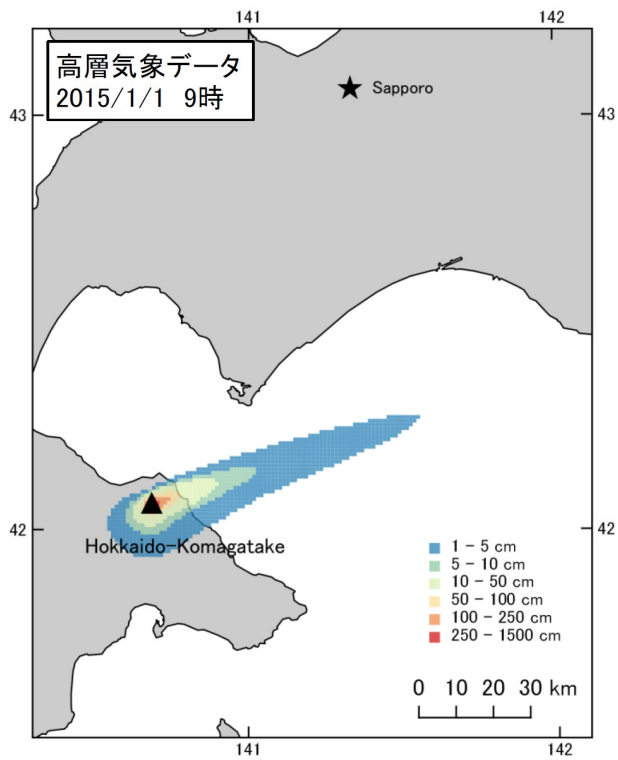 141
142
高層気象データ
2015/1/1 9時
Sapporo
43
43
42
42
Hokkaido-Komagatake
1 - 5 cm
5 - 10 cm
10 - 50 cm
50 - 100 cm
100 - 250 cm
250 - 1500 cm
0 10 20 30 km
141
142